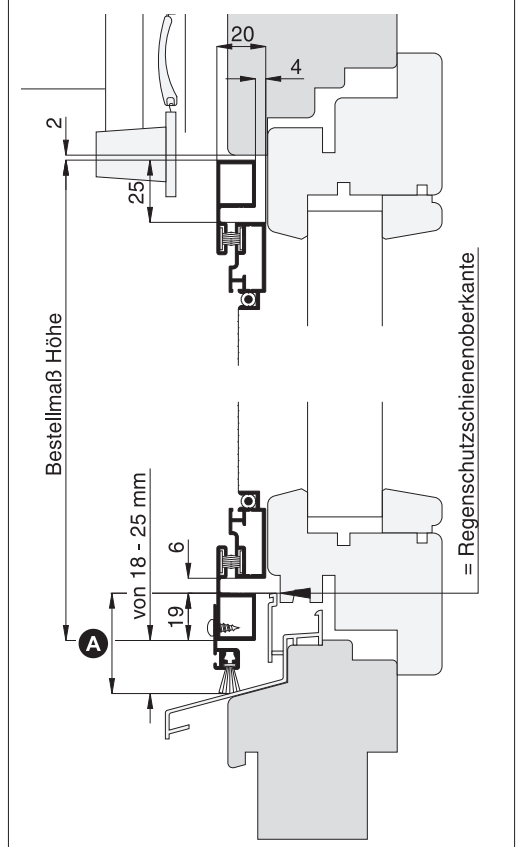 20
4
2
25
Bestellmaß Höhe
= Regenschutzschienenoberkante
von 18 - 25 mm
6
19
A